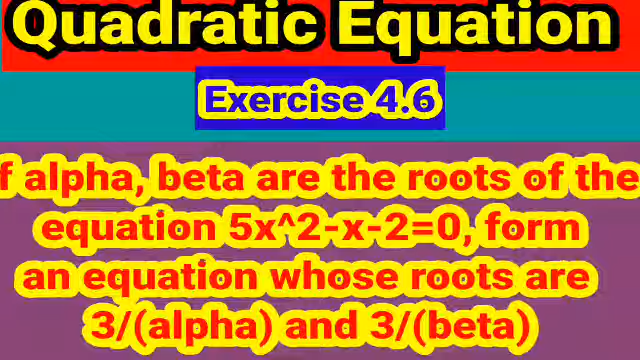 Quadratic Equation
Exercise 4.6
f alpha, beta are the roots of the
equation 5x^2-x-2=0, form
an equation whose roots are
3/(alpha) and 3/(beta)